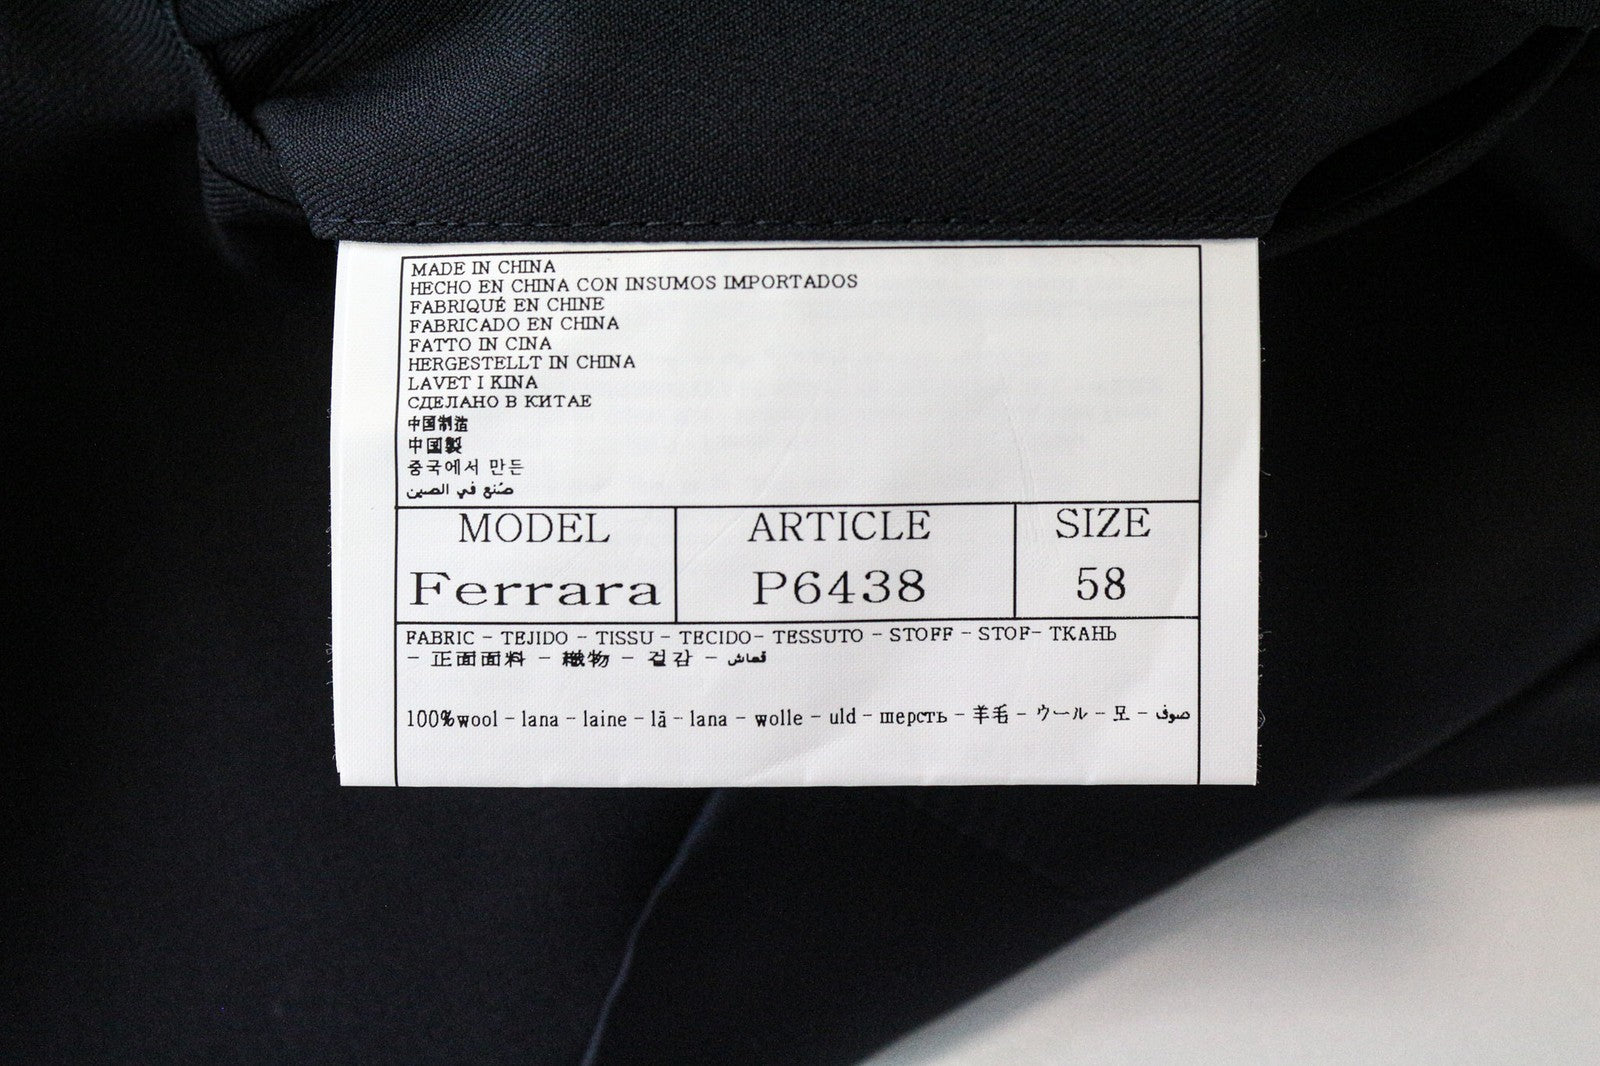 MADE IN CHINA
HECHO EN CHINA CON INSUMOS IMPORTADOS
FABRIQUÉ EN CHINE
FABRICADO EN CHINA
FATTO IN CINA
HERGESTELLT IN CHINA
LAVET I KINA
СДЕЛАНО В КИТАЕ
中国制造
中国製
중국에서 만든
صُنع في الصين
MODEL ARTICLE SIZE
Ferrara P6438 58
FABRIC - TEJIDO - TISSU - TECIDO- TESSUTO - STOFF - STOF- ТКАНЬ
- 正面面料 - 織物 - 겉감 - قماش
100%wool - lana - laine - lã - lana - wolle - uld - шерсть - 羊毛 - ウール - 모 - صوف